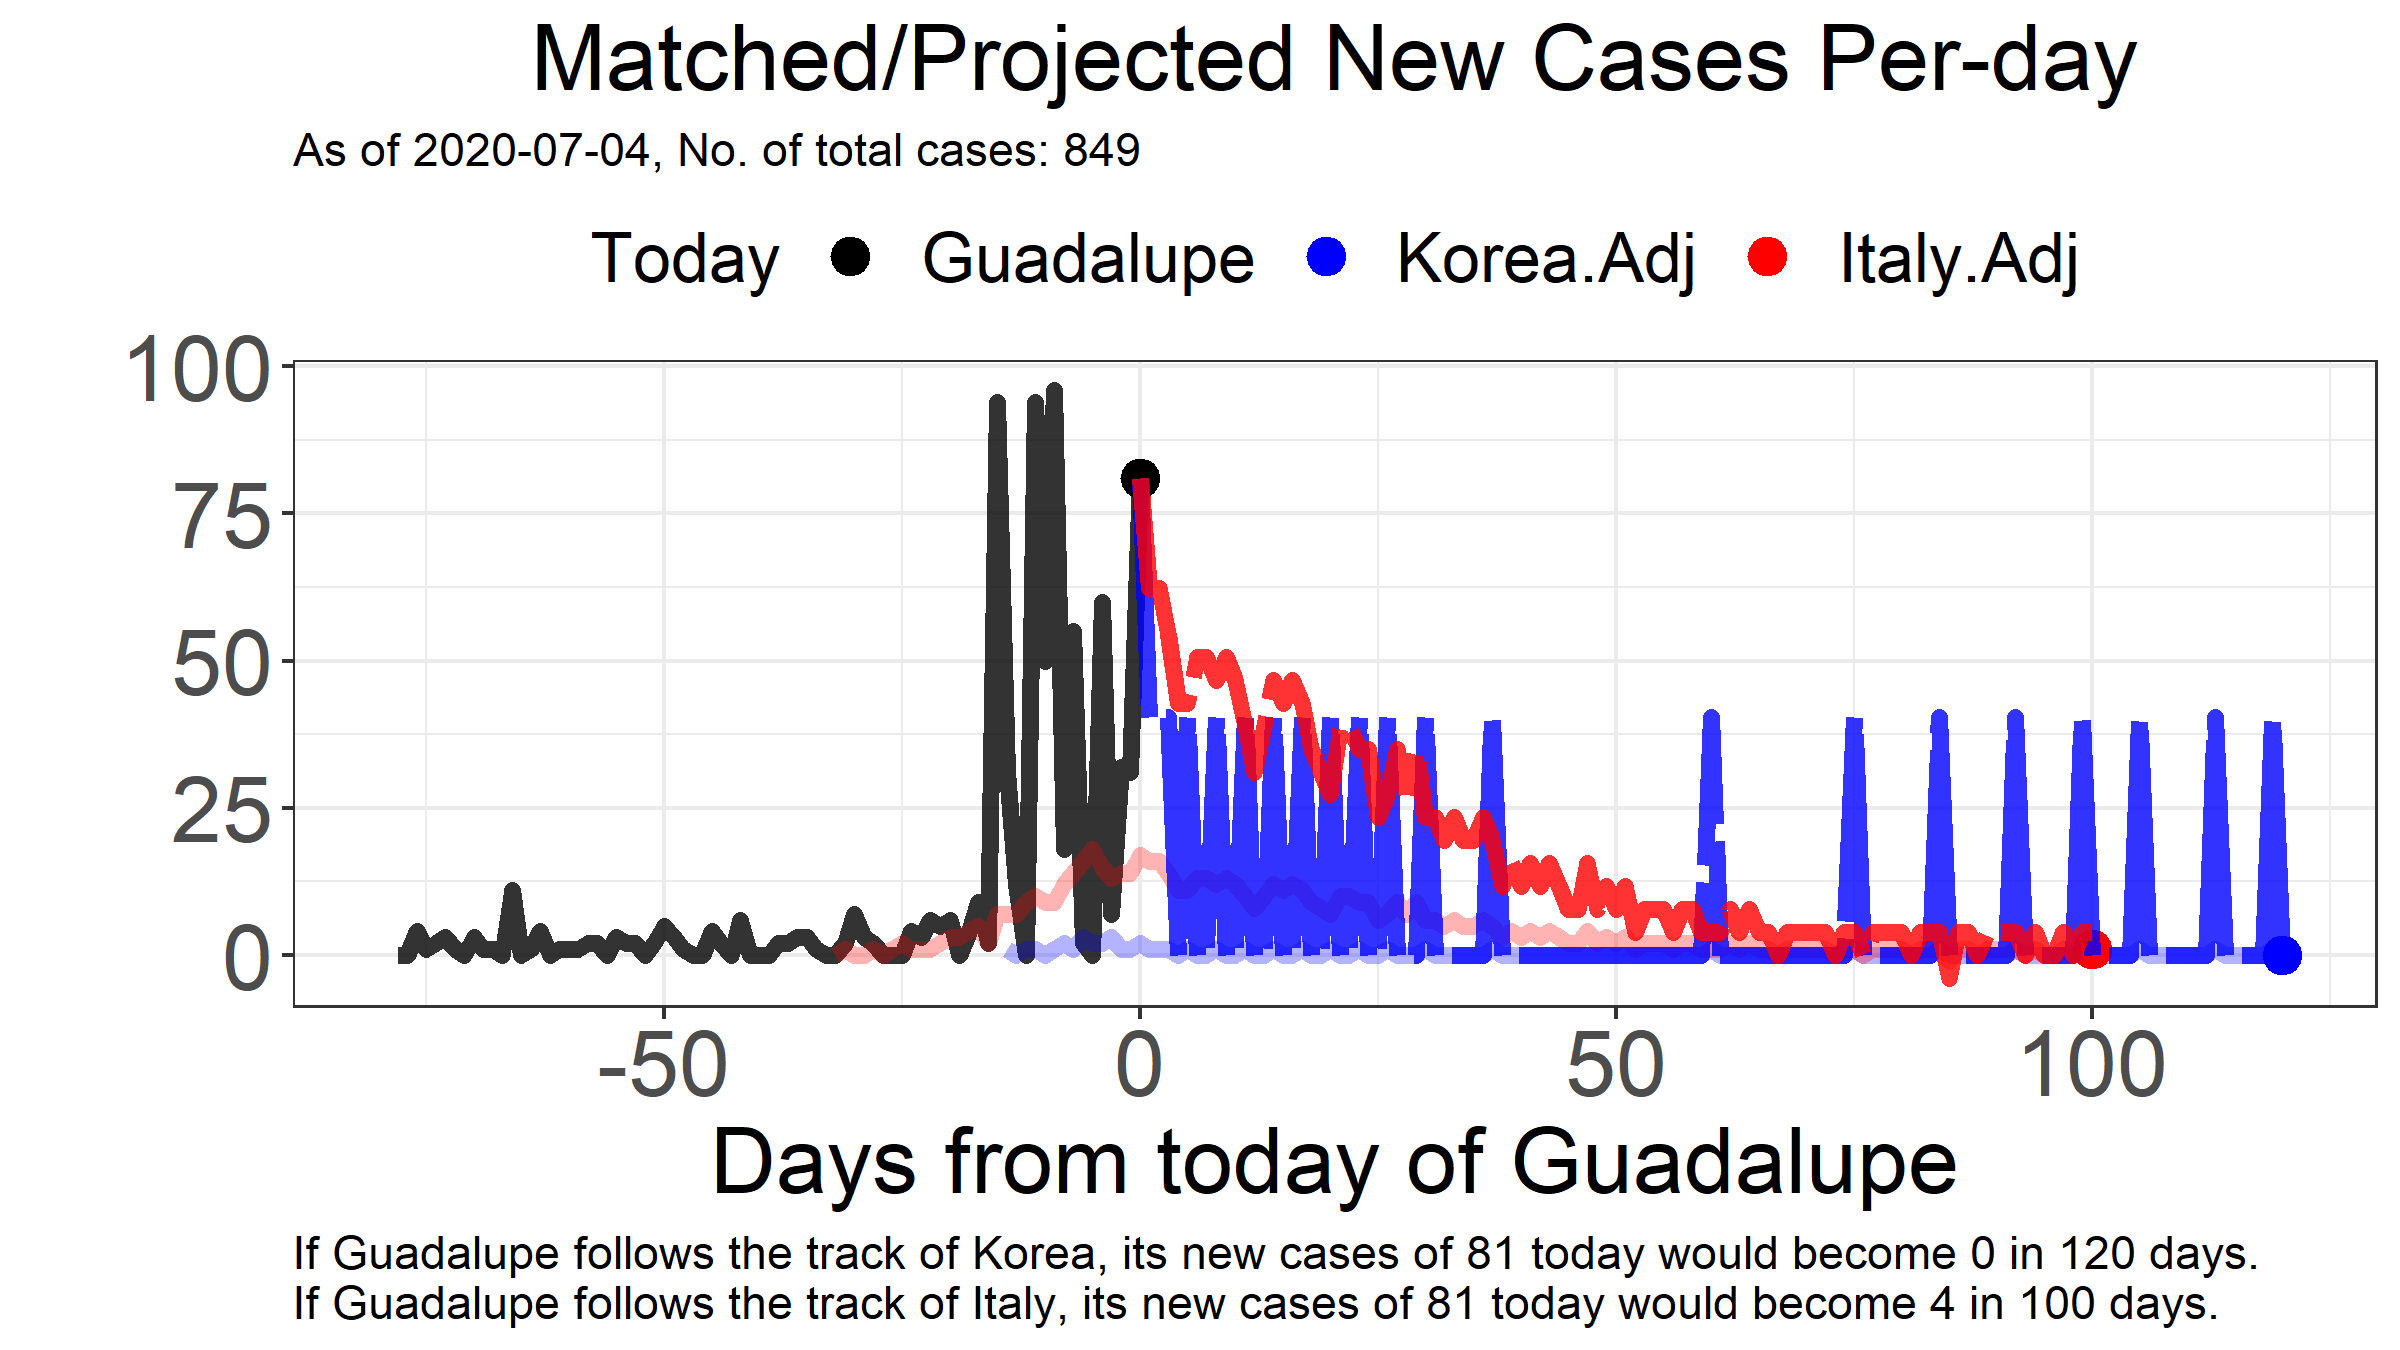 Matched/Projected New Cases Per-day
As of 2020-07-04, No. of total cases: 849
Today Guadalupe Korea.Adj Italy.Adj
100
75
50
25
0
-50 0 50 100
Days from today of Guadalupe
If Guadalupe follows the track of Korea, its new cases of 81 today would become 0 in 120 days.
If Guadalupe follows the track of Italy, its new cases of 81 today would become 4 in 100 days.